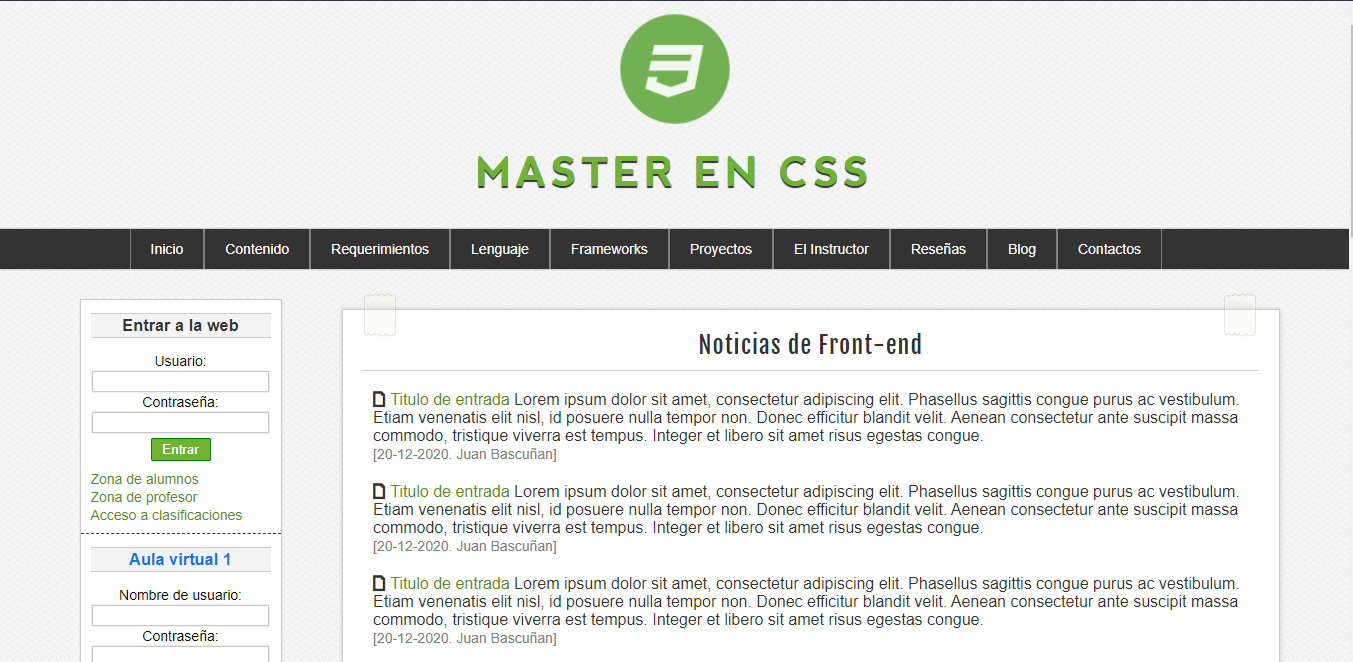 MASTER EN CSS
Inicio Contenido Requerimientos Lenguaje Frameworks Proyectos El Instructor Reseñas Blog Contactos
Entrar a la web
Usuario:
Contraseña:
Entrar
Zona de alumnos
Zona de profesor
Acceso a clasificaciones
Aula virtual 1
Nombre de usuario:
Contraseña:
Noticias de Front-end
Titulo de entrada Lorem ipsum dolor sit amet, consectetur adipiscing elit. Phasellus sagittis congue purus ac vestibulum.
Etiam venenatis elit nisl, id posuere nulla tempor non. Donec efficitur blandit velit. Aenean consectetur ante suscipit massa
commodo, tristique viverra est tempus. Integer et libero sit amet risus egestas congue.
[20-12-2020. Juan Bascuñan]
Titulo de entrada Lorem ipsum dolor sit amet, consectetur adipiscing elit. Phasellus sagittis congue purus ac vestibulum.
Etiam venenatis elit nisl, id posuere nulla tempor non. Donec efficitur blandit velit. Aenean consectetur ante suscipit massa
commodo, tristique viverra est tempus. Integer et libero sit amet risus egestas congue.
[20-12-2020. Juan Bascuñan]
Titulo de entrada Lorem ipsum dolor sit amet, consectetur adipiscing elit. Phasellus sagittis congue purus ac vestibulum.
Etiam venenatis elit nisl, id posuere nulla tempor non. Donec efficitur blandit velit. Aenean consectetur ante suscipit massa
commodo, tristique viverra est tempus. Integer et libero sit amet risus egestas congue.
[20-12-2020. Juan Bascuñan]